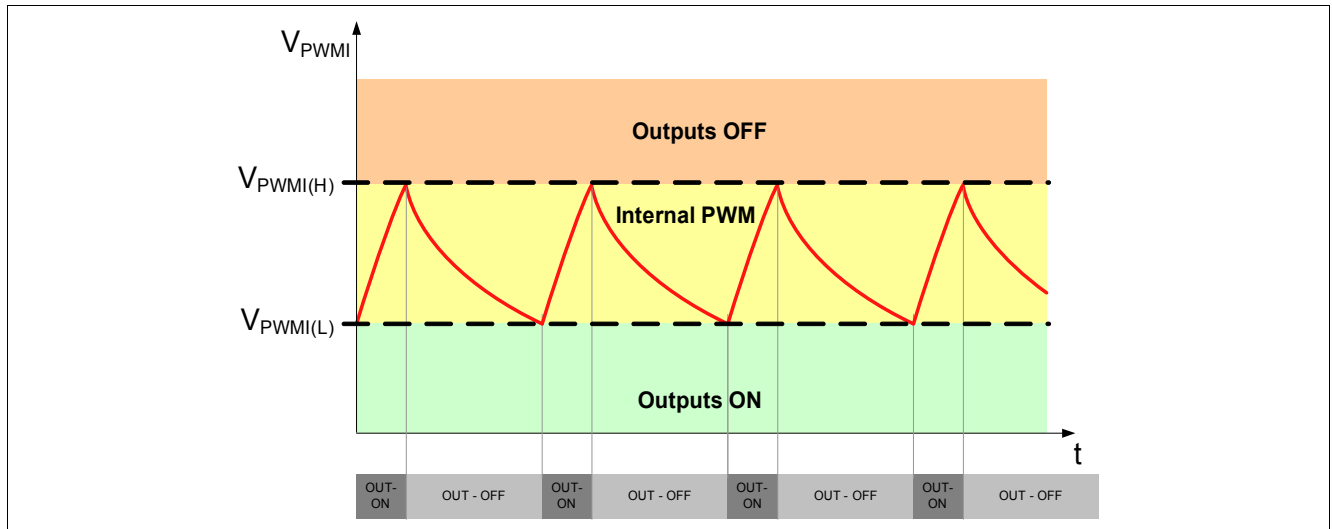 V_PWMI
Outputs OFF
V_PWMI(H)
Internal PWM
V_PWMI(L)
Outputs ON
t
OUT-
ON
OUT - OFF
OUT-
ON
OUT - OFF
OUT-
ON
OUT - OFF
OUT-
ON
OUT - OFF